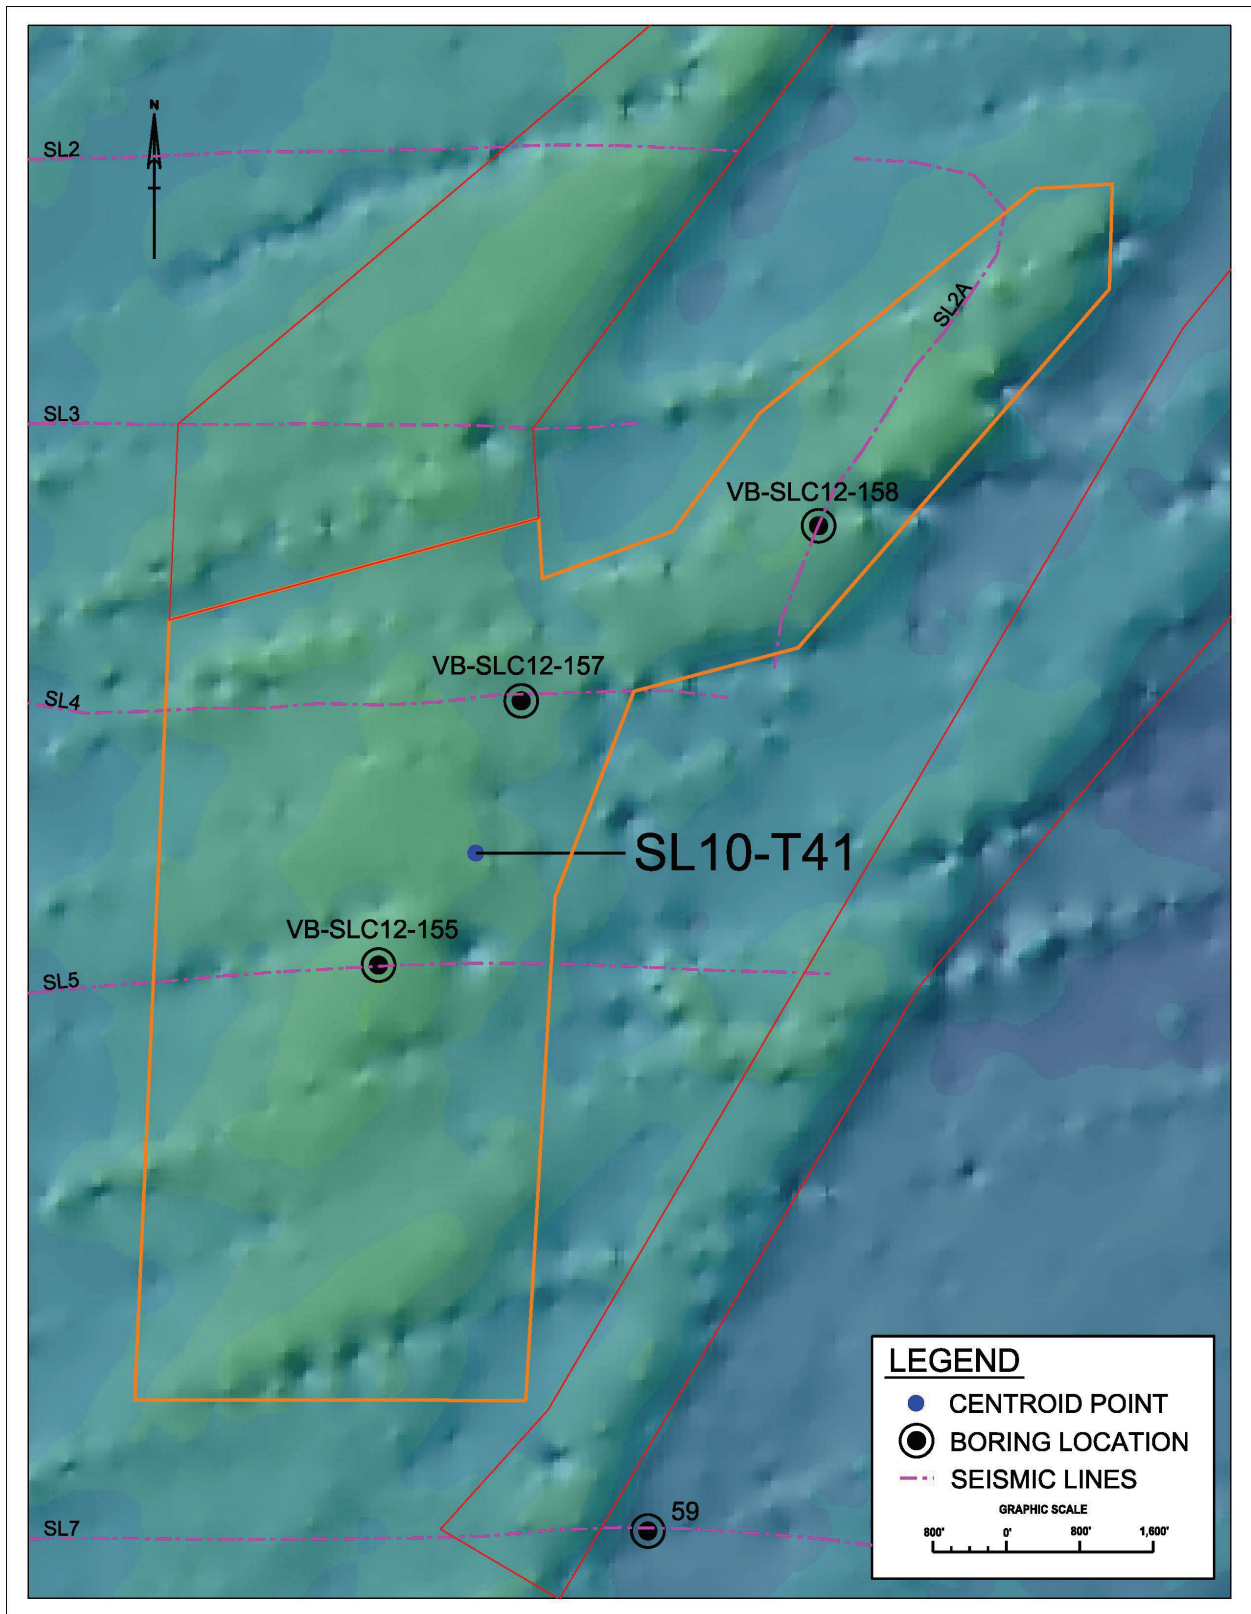 N
SL2
SL2A
SL3
VB-SLC12-158
VB-SLC12-157
SL4
SL10-T41
VB-SLC12-155
SL5
LEGEND
CENTROID POINT
BORING LOCATION
SEISMIC LINES
GRAPHIC SCALE
800' 0' 800' 1,600'
59
SL7